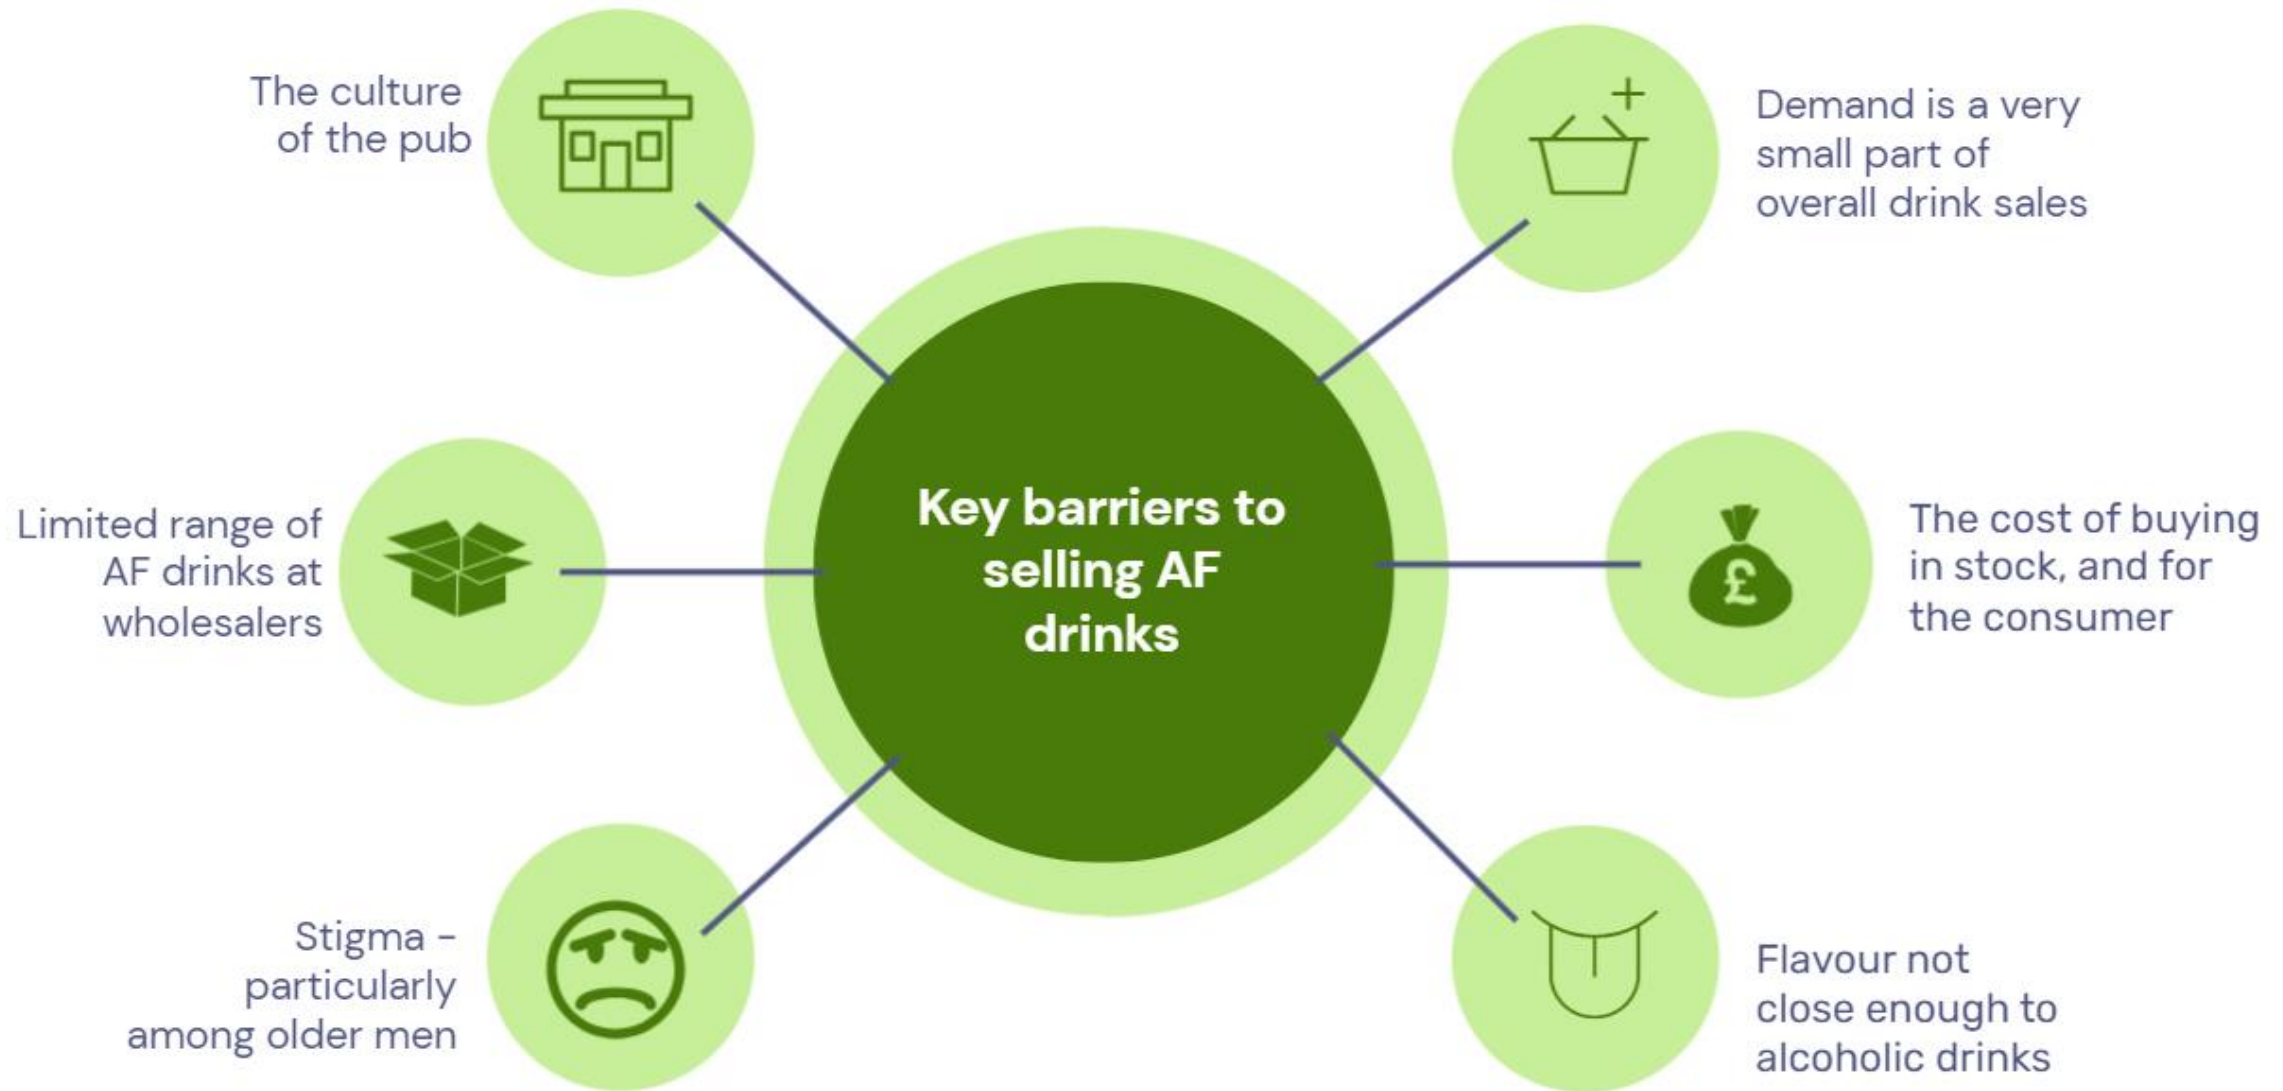 The culture
of the pub
Demand is a very
small part of
overall drink sales
Limited range of
AF drinks at
wholesalers
Key barriers to
selling AF
drinks
£
The cost of buying
in stock, and for
the consumer
Stigma -
particularly
among older men
Flavour not
close enough to
alcoholic drinks